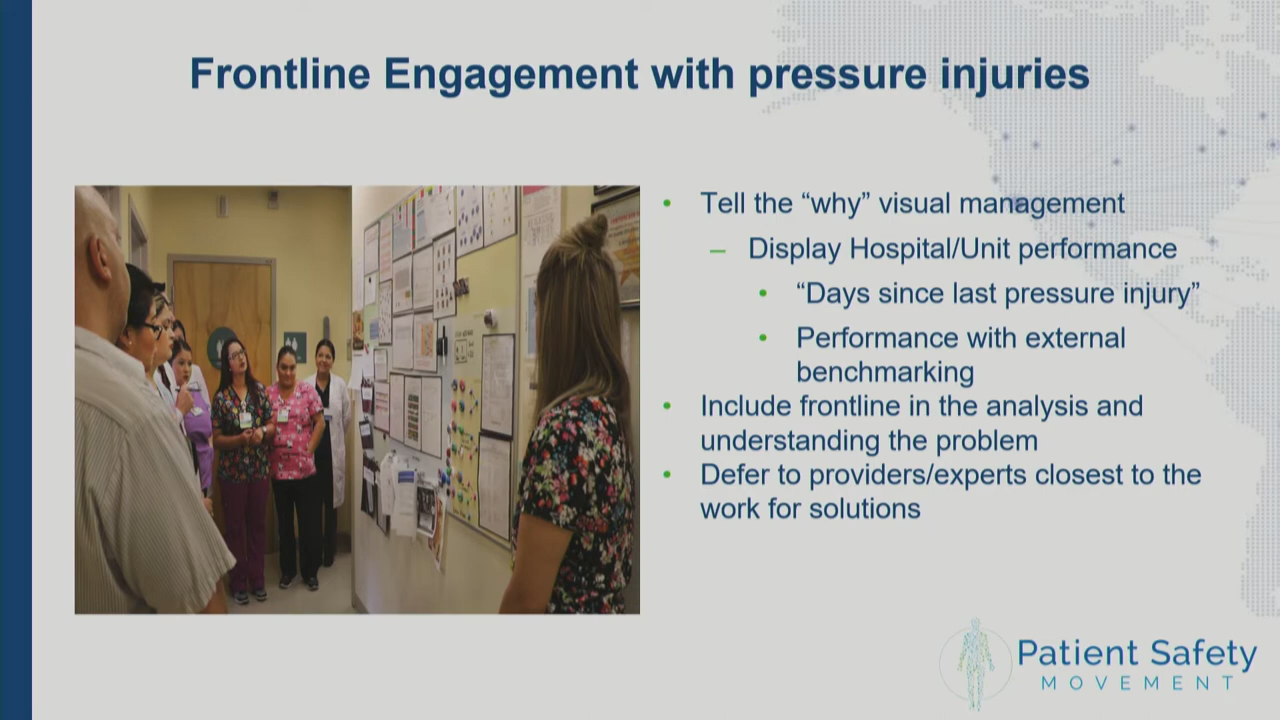 Frontline Engagement with pressure injuries
• Tell the “why” visual management
– Display Hospital/Unit performance
• “Days since last pressure injury”
• Performance with external
benchmarking
• Include frontline in the analysis and
understanding the problem
• Defer to providers/experts closest to the
work for solutions
Patient Safety
MOVEMENT